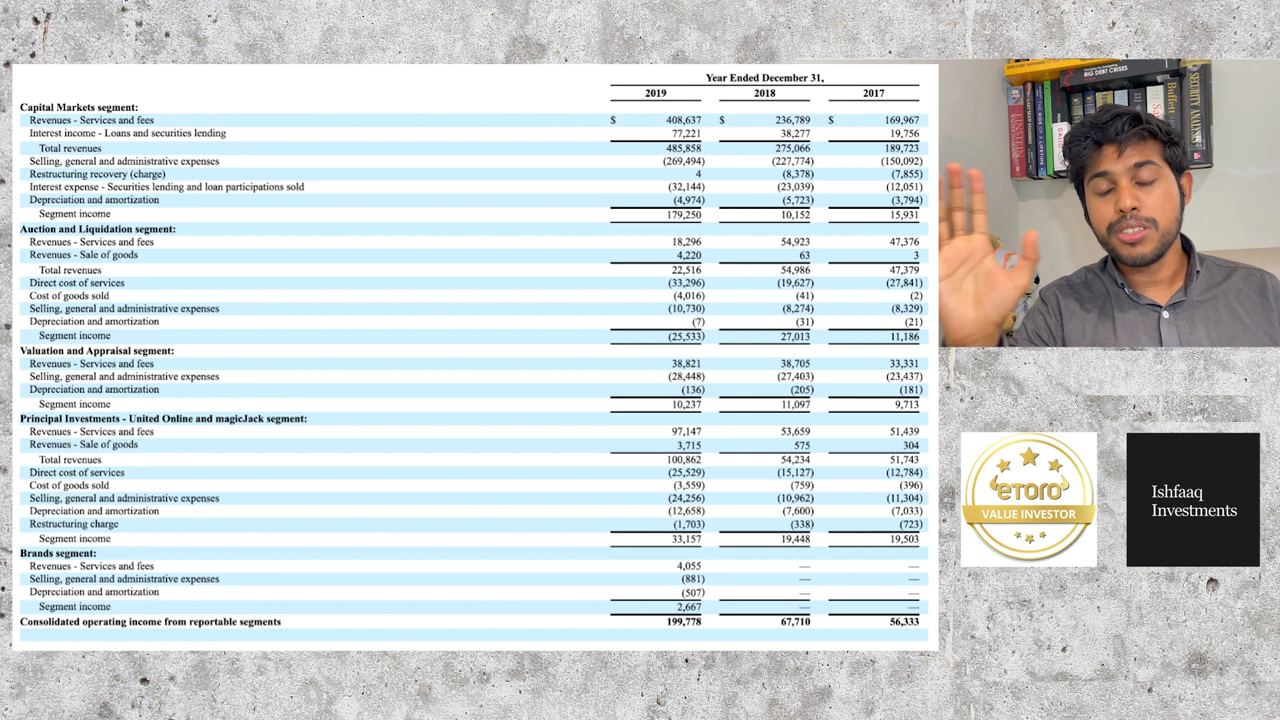 Year Ended December 31,
2019 2018 2017
Capital Markets segment:
Revenues - Services and fees $ 408,637 $ 236,789 $ 169,967
Interest income - Loans and securities lending 77,221 38,277 19,756
Total revenues 485,858 275,066 189,723
Selling, general and administrative expenses (269,494) (227,774) (150,092)
Restructuring recovery (charge) 4 (8,378) (7,855)
Interest expense - Securities lending and loan participations sold (32,144) (23,039) (12,051)
Depreciation and amortization (4,974) (5,723) (3,794)
Segment income 179,250 10,152 15,931
Auction and Liquidation segment:
Revenues - Services and fees 18,296 54,923 47,376
Revenues - Sale of goods 4,220 63 3
Total revenues 22,516 54,986 47,379
Direct cost of services (33,296) (19,627) (27,841)
Cost of goods sold (4,016) (41) (2)
Selling, general and administrative expenses (10,730) (8,274) (8,329)
Depreciation and amortization (7) (31) (21)
Segment income (25,533) 27,013 11,186
Valuation and Appraisal segment:
Revenues - Services and fees 38,821 38,705 33,331
Selling, general and administrative expenses (28,448) (27,403) (23,437)
Depreciation and amortization (136) (205) (181)
Segment income 10,237 11,097 9,713
Principal Investments - United Online and magicJack segment:
Revenues - Services and fees 97,147 53,659 51,439
Revenues - Sale of goods 3,715 575 304
Total revenues 100,862 54,234 51,743
Direct cost of services (25,529) (15,127) (12,784)
Cost of goods sold (3,559) (759) (396)
Selling, general and administrative expenses (24,256) (10,962) (11,304)
Depreciation and amortization (12,658) (7,600) (7,033)
Restructuring charge (1,703) (338) (723)
Segment income 33,157 19,448 19,503
Brands segment:
Revenues - Services and fees 4,055 — —
Selling, general and administrative expenses (881) — —
Depreciation and amortization (507) — —
Segment income 2,667 — —
Consolidated operating income from reportable segments 199,778 67,710 56,333
BIG DEBT CRISES
EINSTEIN
Buffett
SECURITY ANALYSIS
eToro
VALUE INVESTOR
Ishfaaq
Investments